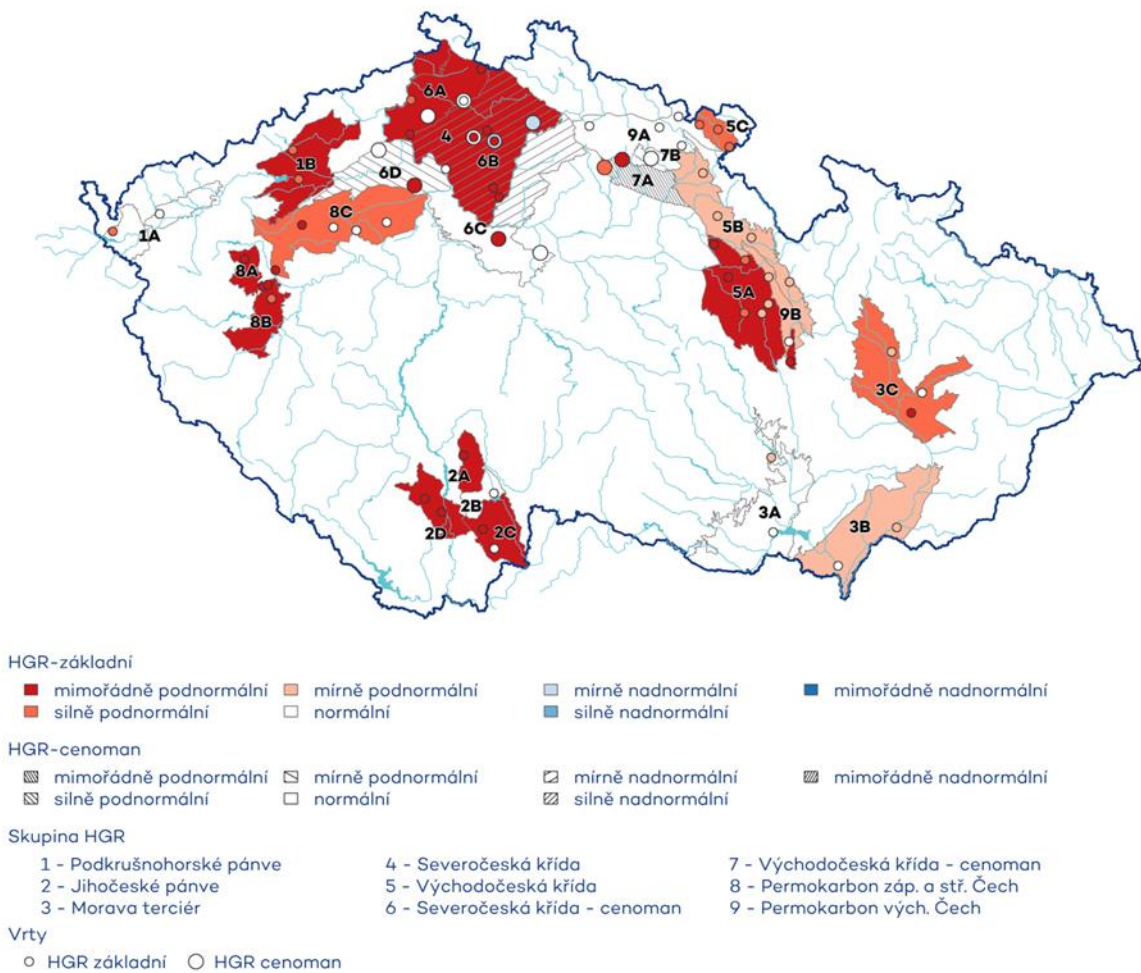 6A
5C
9A
4
7B
1B
6B
6D
7A
8C
5B
1A
6C
8A
5A
9B
8B
3C
2A
2B
3A
2D
2C
3B
HGR-základní
mimořádně podnormální mírně podnormální mírně nadnormální mimořádně nadnormální
silně podnormální normální silně nadnormální
HGR-cenoman
mimořádně podnormální mírně podnormální mírně nadnormální mimořádně nadnormální
silně podnormální normální silně nadnormální
Skupina HGR
1 - Podkrušnohorské pánve 4 - Severočeská křída 7 - Východočeská křída - cenoman
2 - Jihočeské pánve 5 - Východočeská křída 8 - Permokarbon záp. a stř. Čech
3 - Morava terciér 6 - Severočeská křída - cenoman 9 - Permokarbon vých. Čech
Vrty
HGR základní HGR cenoman